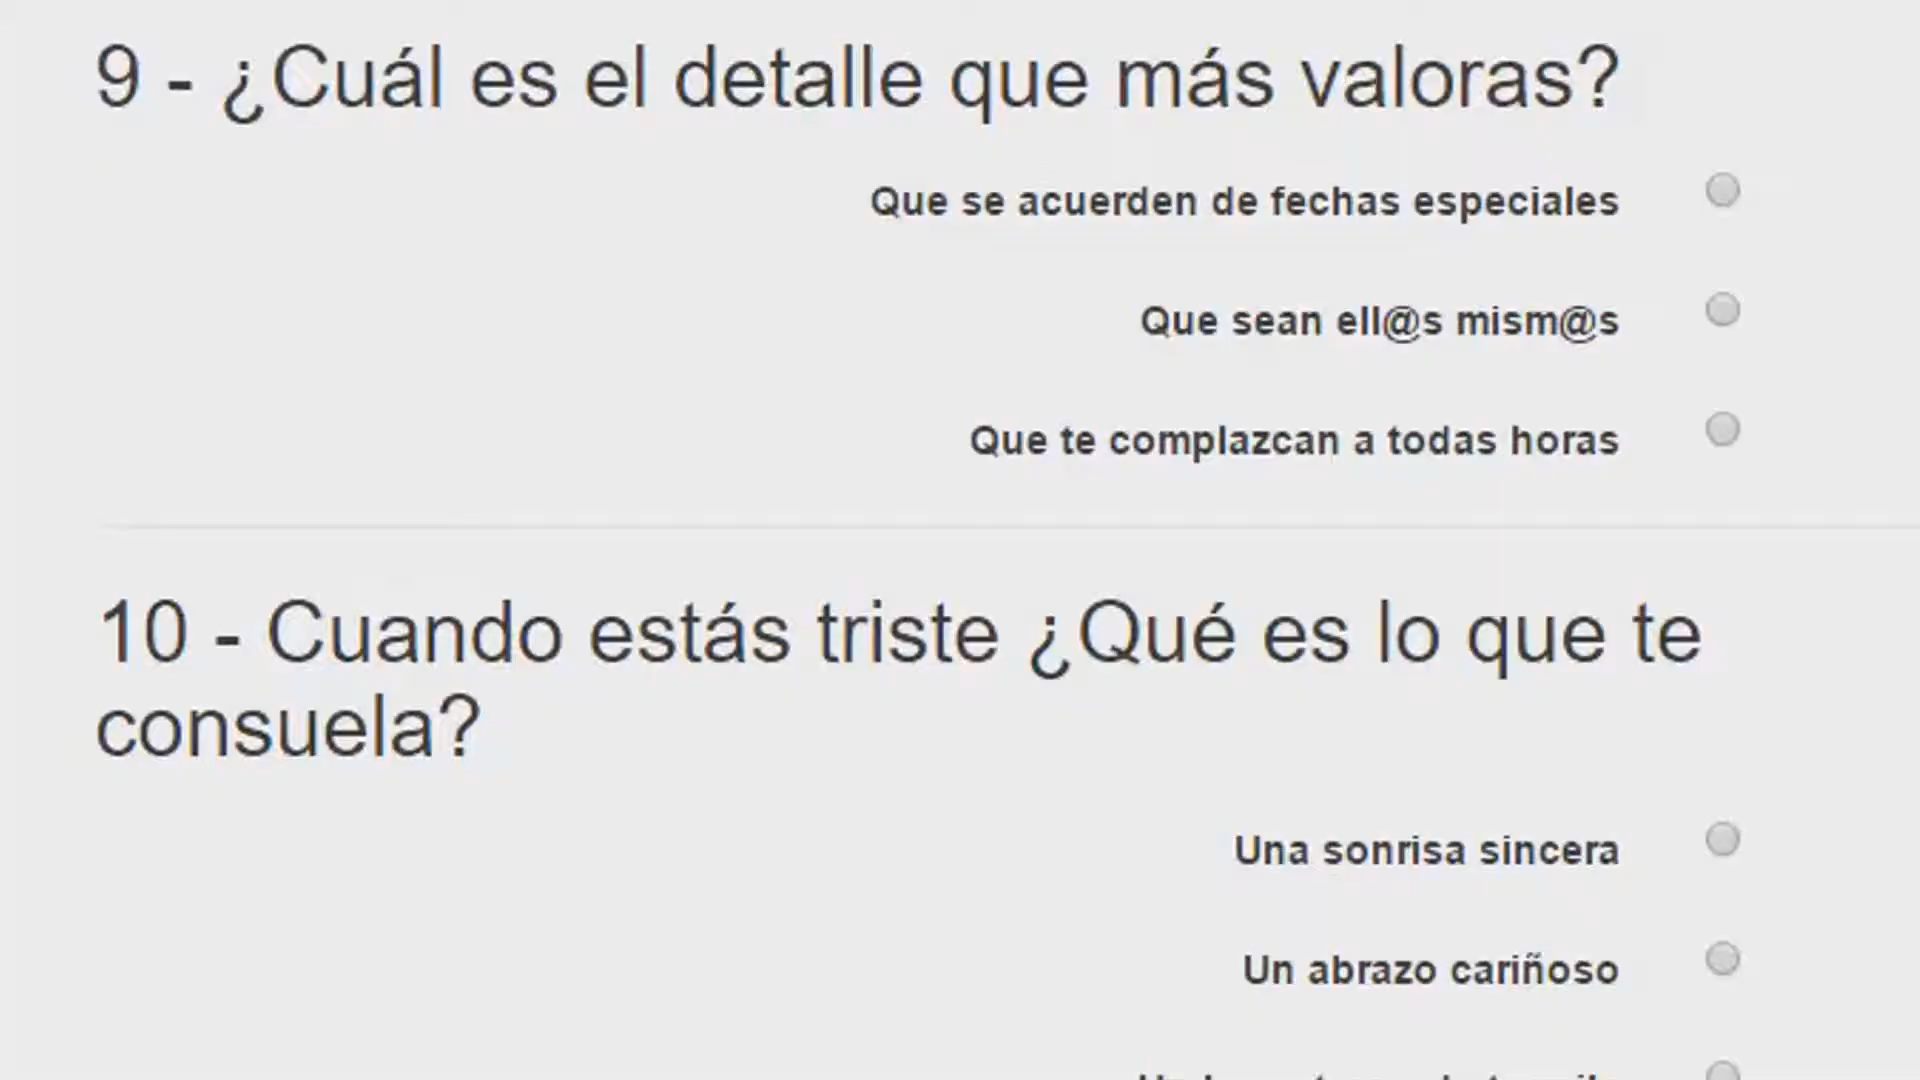 9 - ¿Cuál es el detalle que más valoras?
Que se acuerden de fechas especiales
Que sean ell@s mism@s
Que te complazcan a todas horas
10 - Cuando estás triste ¿Qué es lo que te
consuela?
Una sonrisa sincera
Un abrazo cariñoso